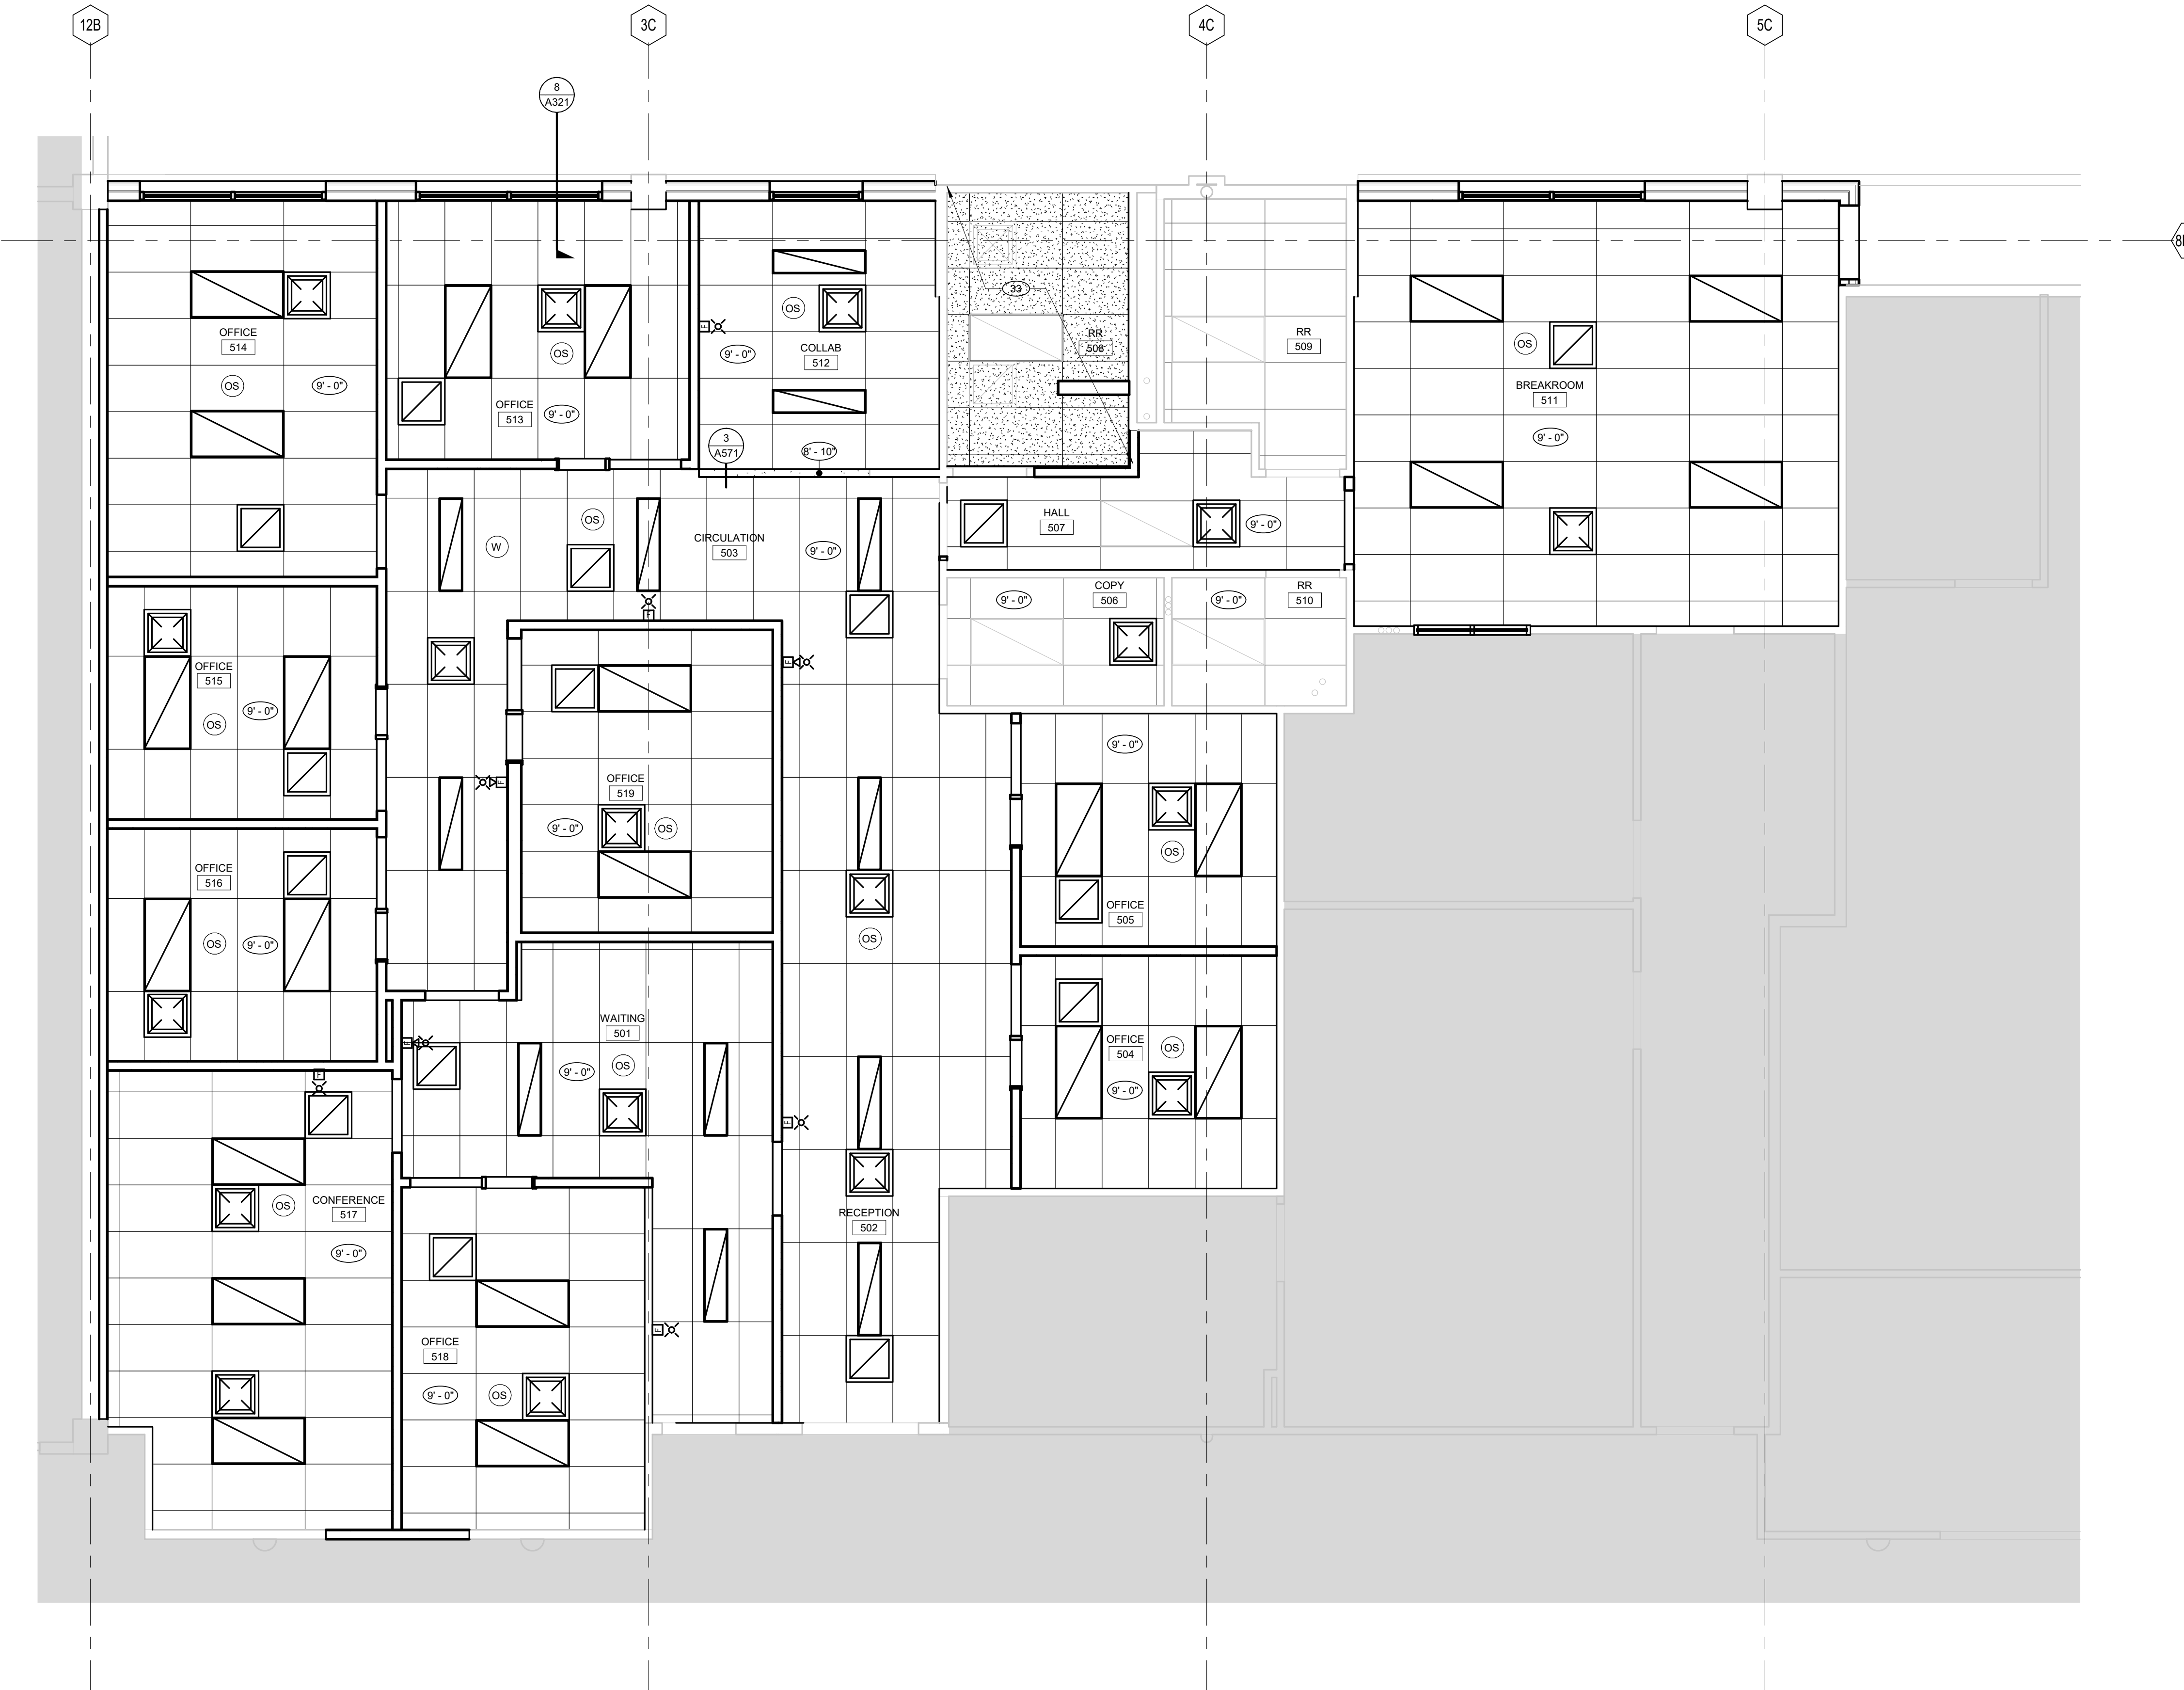 12B
3C
4C
5C
8
A321
OFFICE
514
OS
9' - 0"
OS
OFFICE
513
9' - 0"
OS
F
9' - 0"
COLLAB
512
8' - 10"
3
A571
33
RR
508
RR
509
OS
BREAKROOM
511
9' - 0"
W
OS
CIRCULATION
503
9' - 0"
HALL
507
9' - 0"
9' - 0"
COPY
506
9' - 0"
RR
510
OFFICE
515
OS
9' - 0"
F
F
OFFICE
519
9' - 0"
OS
9' - 0"
OS
OFFICE
505
OFFICE
516
OS
9' - 0"
OS
F
WAITING
501
9' - 0"
OS
OFFICE
504
OS
9' - 0"
F
F
OS
CONFERENCE
517
9' - 0"
RECEPTION
502
F
OFFICE
518
9' - 0"
OS